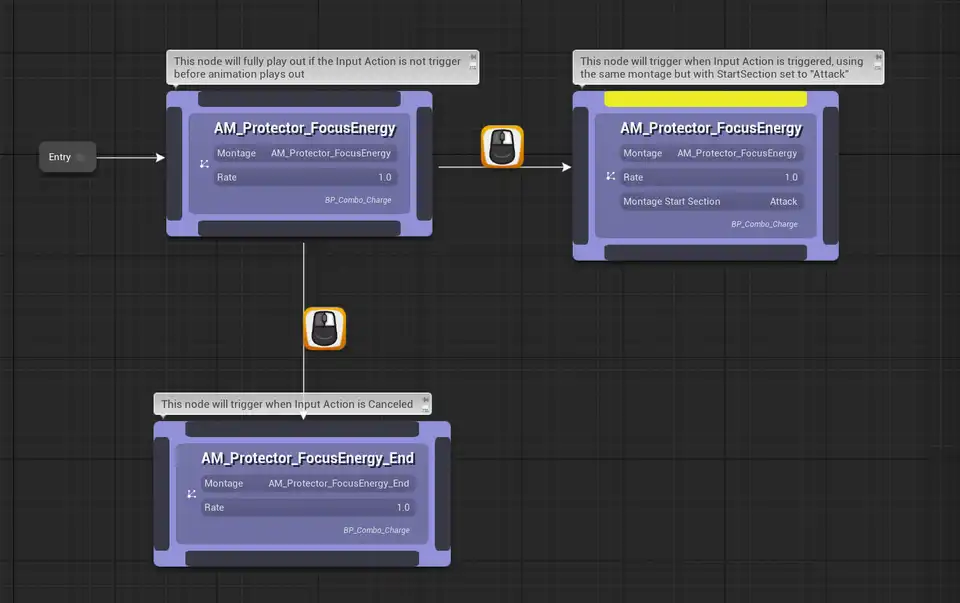 This node will fully play out if the Input Action is not trigger
before animation plays out
This node will trigger when Input Action is triggered, using
the same montage but with StartSection set to "Attack"
Entry
AM_Protector_FocusEnergy
Montage AM_Protector_FocusEnergy
Rate 1.0
BP_Combo_Charge
AM_Protector_FocusEnergy
Montage AM_Protector_FocusEnergy
Rate 1.0
Montage Start Section Attack
BP_Combo_Charge
This node will trigger when Input Action is Canceled
AM_Protector_FocusEnergy_End
Montage AM_Protector_FocusEnergy_End
Rate 1.0
BP_Combo_Charge